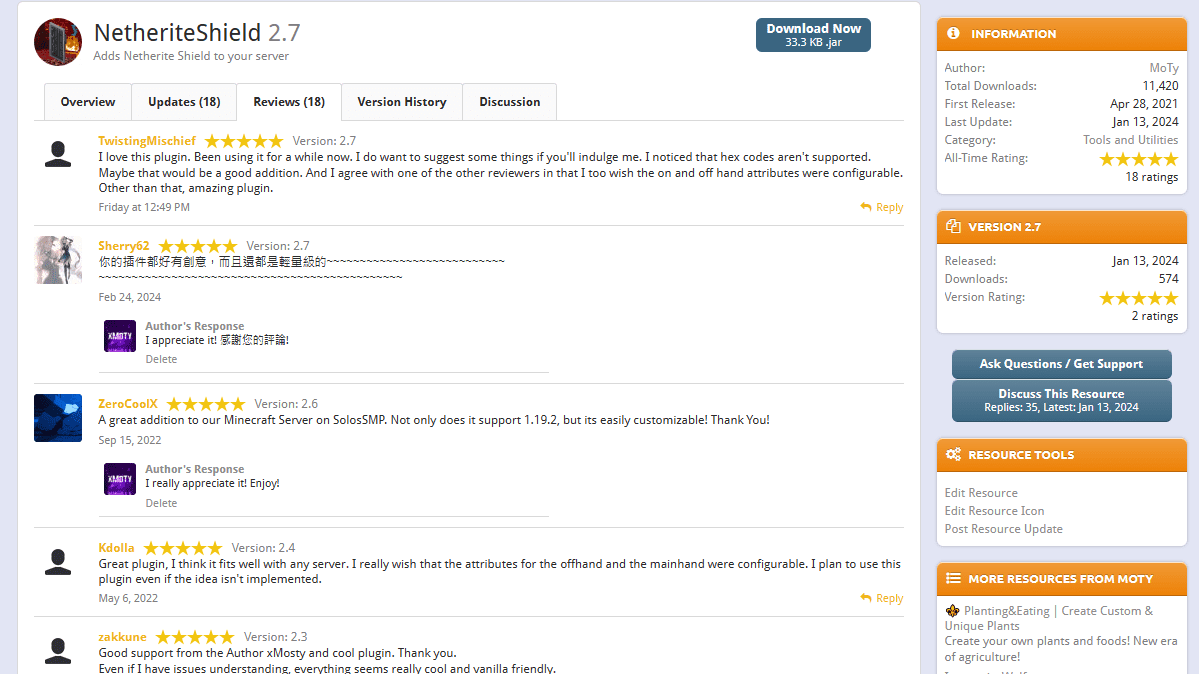 NetheriteShield 2.7
Adds Netherite Shield to your server
Download Now
33.3 KB .jar
Overview
Updates (18)
Reviews (18)
Version History
Discussion
TwistingMischief Version: 2.7
I love this plugin. Been using it for a while now. I do want to suggest some things if you'll indulge me. I noticed that hex codes aren't supported.
Maybe that would be a good addition. And I agree with one of the other reviewers in that I too wish the on and off hand attributes were configurable.
Other than that, amazing plugin.
Friday at 12:49 PM
Reply
Sherry62 Version: 2.7
你的插件都好有創意，而且還都是輕量級的~~~~~~~~~~~~~~~~~~~~~~~~~~~
~~~~~~~~~~~~~~~~~~~~~~~~~~~~~~~~~~~~~~~~~~~~~~
Feb 24, 2024
XMOTY
Author's Response
I appreciate it! 感謝您的評論!
Delete
ZeroCoolX Version: 2.6
A great addition to our Minecraft Server on SolosSMP. Not only does it support 1.19.2, but its easily customizable! Thank You!
Sep 15, 2022
XMOTY
Author's Response
I really appreciate it! Enjoy!
Delete
Kdolla Version: 2.4
Great plugin, I think it fits well with any server. I really wish that the attributes for the offhand and the mainhand were configurable. I plan to use this
plugin even if the idea isn't implemented.
May 6, 2022
Reply
zakkune Version: 2.3
Good support from the Author xMosty and cool plugin. Thank you.
Even if I have issues understanding, everything seems really cool and vanilla friendly.
INFORMATION
Author: MoTy
Total Downloads: 11,420
First Release: Apr 28, 2021
Last Update: Jan 13, 2024
Category: Tools and Utilities
All-Time Rating:
18 ratings
VERSION 2.7
Released: Jan 13, 2024
Downloads: 574
Version Rating:
2 ratings
Ask Questions / Get Support
Discuss This Resource
Replies: 35, Latest: Jan 13, 2024
RESOURCE TOOLS
Edit Resource
Edit Resource Icon
Post Resource Update
MORE RESOURCES FROM MOTY
Planting&Eating | Create Custom &
Unique Plants
Create your own plants and foods! New era
of agriculture!